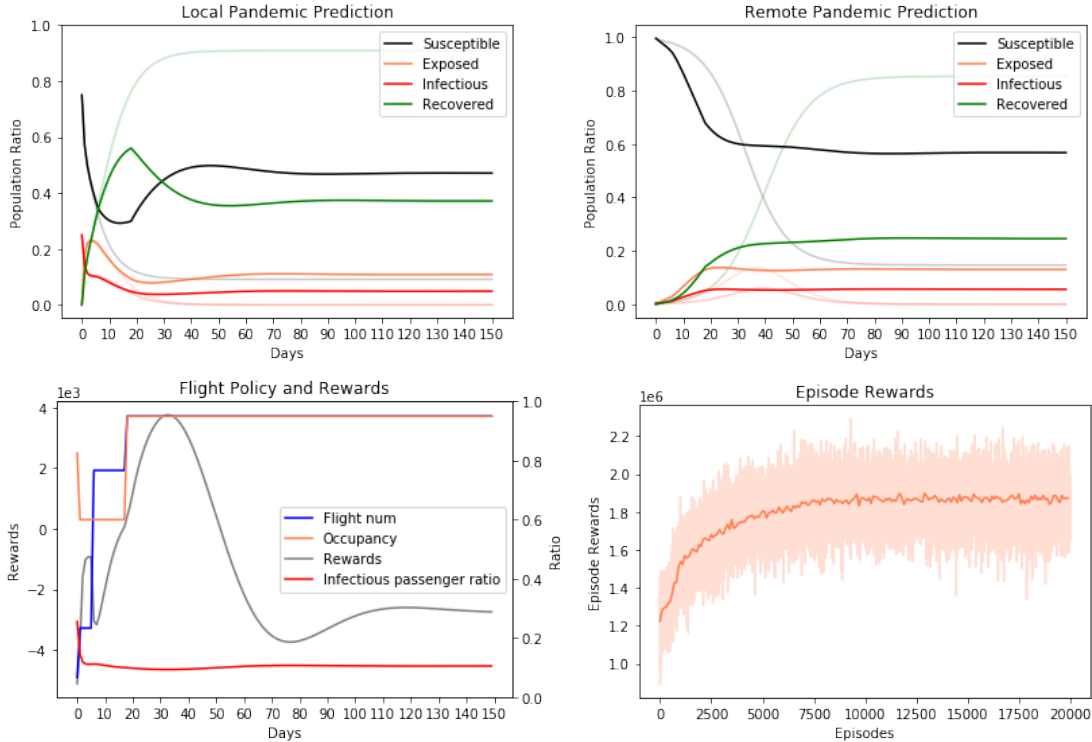 Local Pandemic Prediction
Population Ratio
1.0
0.8
0.6
0.4
0.2
0.0
Susceptible
Exposed
Infectious
Recovered
0 10 20 30 40 50 60 70 80 90 100 110 120 130 140 150
Days
Remote Pandemic Prediction
Population Ratio
1.0
0.8
0.6
0.4
0.2
0.0
Susceptible
Exposed
Infectious
Recovered
0 10 20 30 40 50 60 70 80 90 100 110 120 130 140 150
Days
Flight Policy and Rewards
1e3
Rewards
4
2
0
−2
−4
Flight num
Occupancy
Rewards
Infectious passenger ratio
1.0
0.8
0.6
0.4
0.2
0.0
Ratio
0 10 20 30 40 50 60 70 80 90 100 110 120 130 140 150
Days
Episode Rewards
1e6
Episode Rewards
2.2
2.0
1.8
1.6
1.4
1.2
1.0
0 2500 5000 7500 10000 12500 15000 17500 20000
Episodes